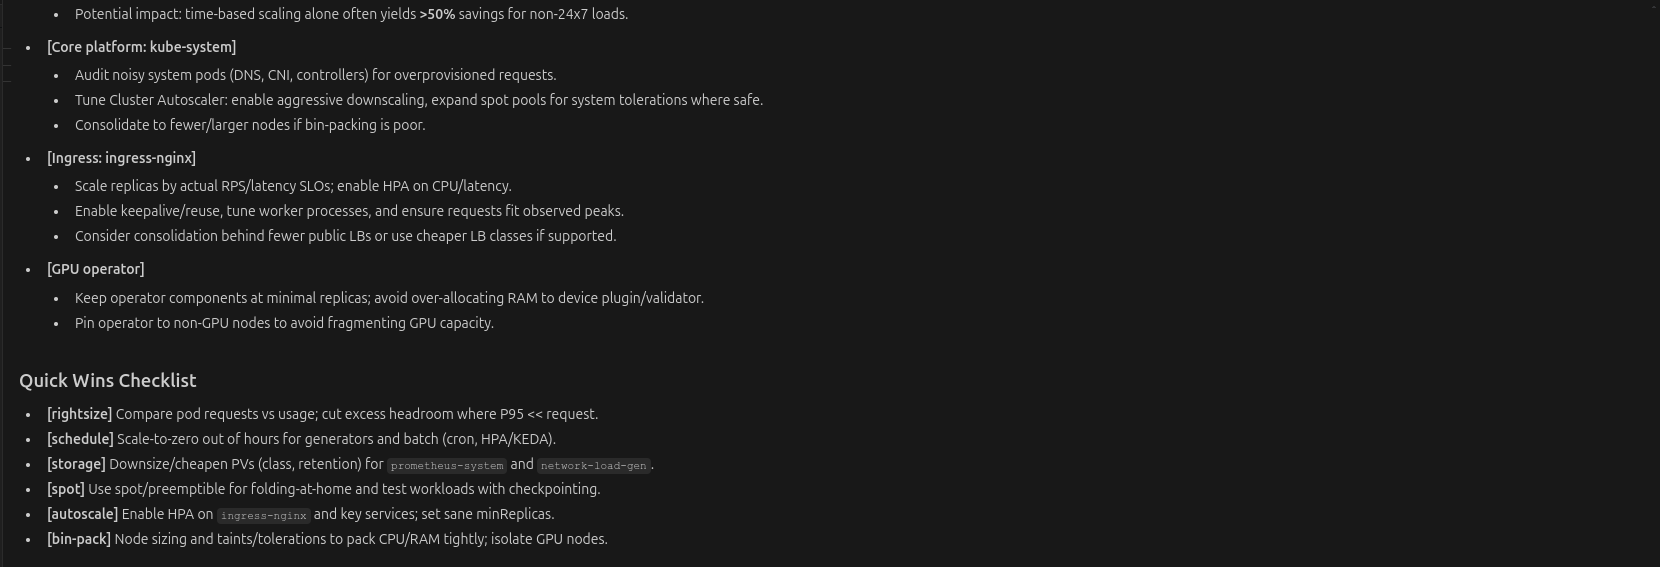 • Potential impact: time-based scaling alone often yields >50% savings for non-24x7 loads.
• [Core platform: kube-system]
• Audit noisy system pods (DNS, CNI, controllers) for overprovisioned requests.
• Tune Cluster Autoscaler: enable aggressive downscaling, expand spot pools for system tolerations where safe.
• Consolidate to fewer/larger nodes if bin-packing is poor.
• [Ingress: ingress-nginx]
• Scale replicas by actual RPS/latency SLOs; enable HPA on CPU/latency.
• Enable keepalive/reuse, tune worker processes, and ensure requests fit observed peaks.
• Consider consolidation behind fewer public LBs or use cheaper LB classes if supported.
• [GPU operator]
• Keep operator components at minimal replicas; avoid over-allocating RAM to device plugin/validator.
• Pin operator to non-GPU nodes to avoid fragmenting GPU capacity.
Quick Wins Checklist
• [rightsize] Compare pod requests vs usage; cut excess headroom where P95 << request.
• [schedule] Scale-to-zero out of hours for generators and batch (cron, HPA/KEDA).
• [storage] Downsize/cheapen PVs (class, retention) for prometheus-system and network-load-gen.
• [spot] Use spot/preemptible for folding-at-home and test workloads with checkpointing.
• [autoscale] Enable HPA on ingress-nginx and key services; set sane minReplicas.
• [bin-pack] Node sizing and taints/tolerations to pack CPU/RAM tightly; isolate GPU nodes.